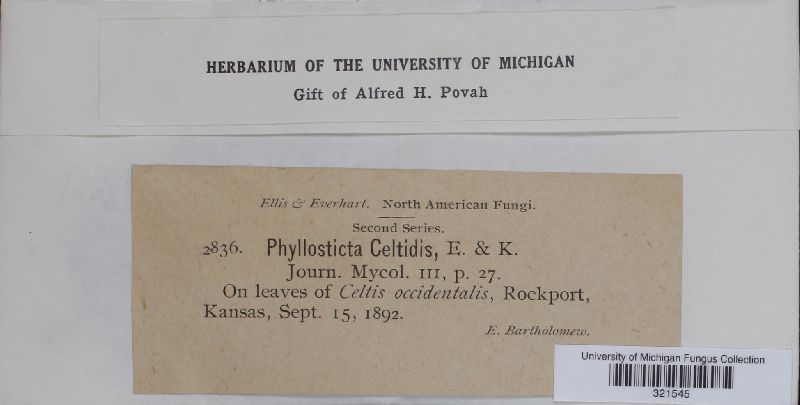 HERBARIUM OF THE UNIVERSITY OF MICHIGAN
Gift of Alfred H. Povah
Ellis & Everhart. North American Fungi.
Second Series.
2836. Phyllosticta Celtidis, E. & K.
Journ. Mycol. III, p. 27.
On leaves of Celtis occidentalis, Rockport,
Kansas, Sept. 15, 1892.
E. Bartholomew.
University of Michigan Fungus Collection
321545